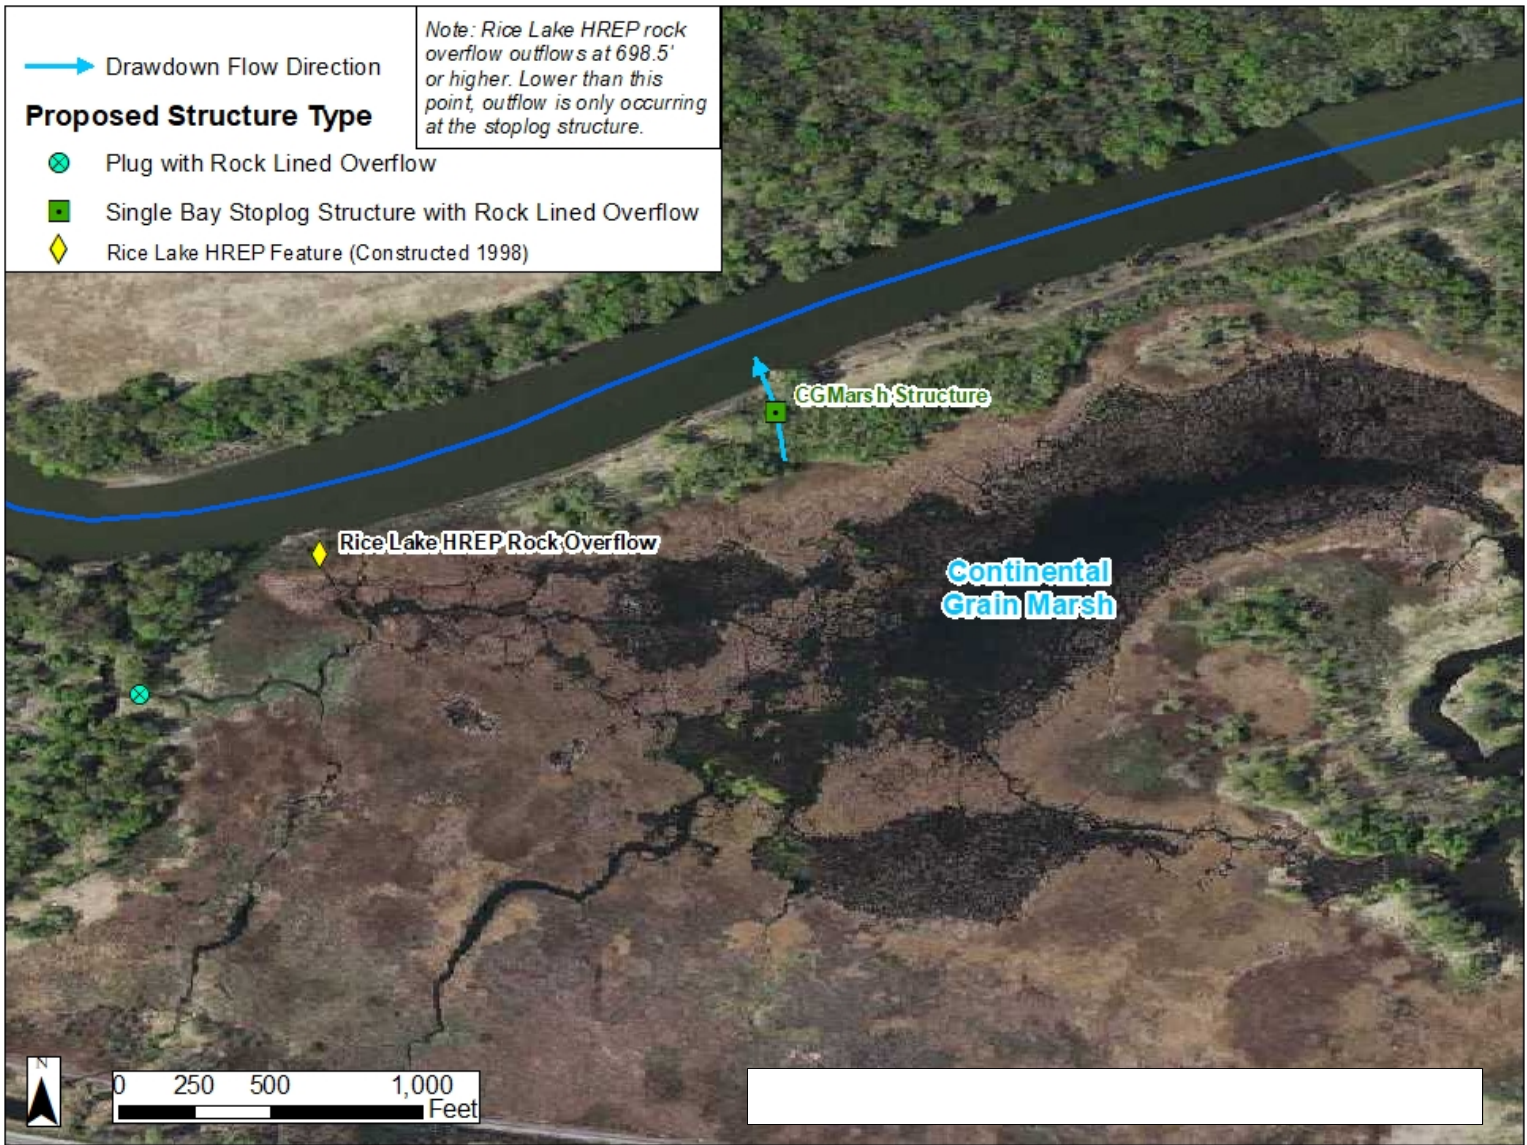 Drawdown Flow Direction
Proposed Structure Type
Plug with Rock Lined Overflow
Single Bay Stoplog Structure with Rock Lined Overflow
Rice Lake HREP Feature (Constructed 1998)
Note: Rice Lake HREP rock
overflow outflows at 698.5'
or higher. Lower than this
point, outflow is only occurring
at the stoplog structure.
CGMarsh Structure
Rice Lake HREP Rock Overflow
Continental
Grain Marsh
N
0 250 500 1,000
Feet